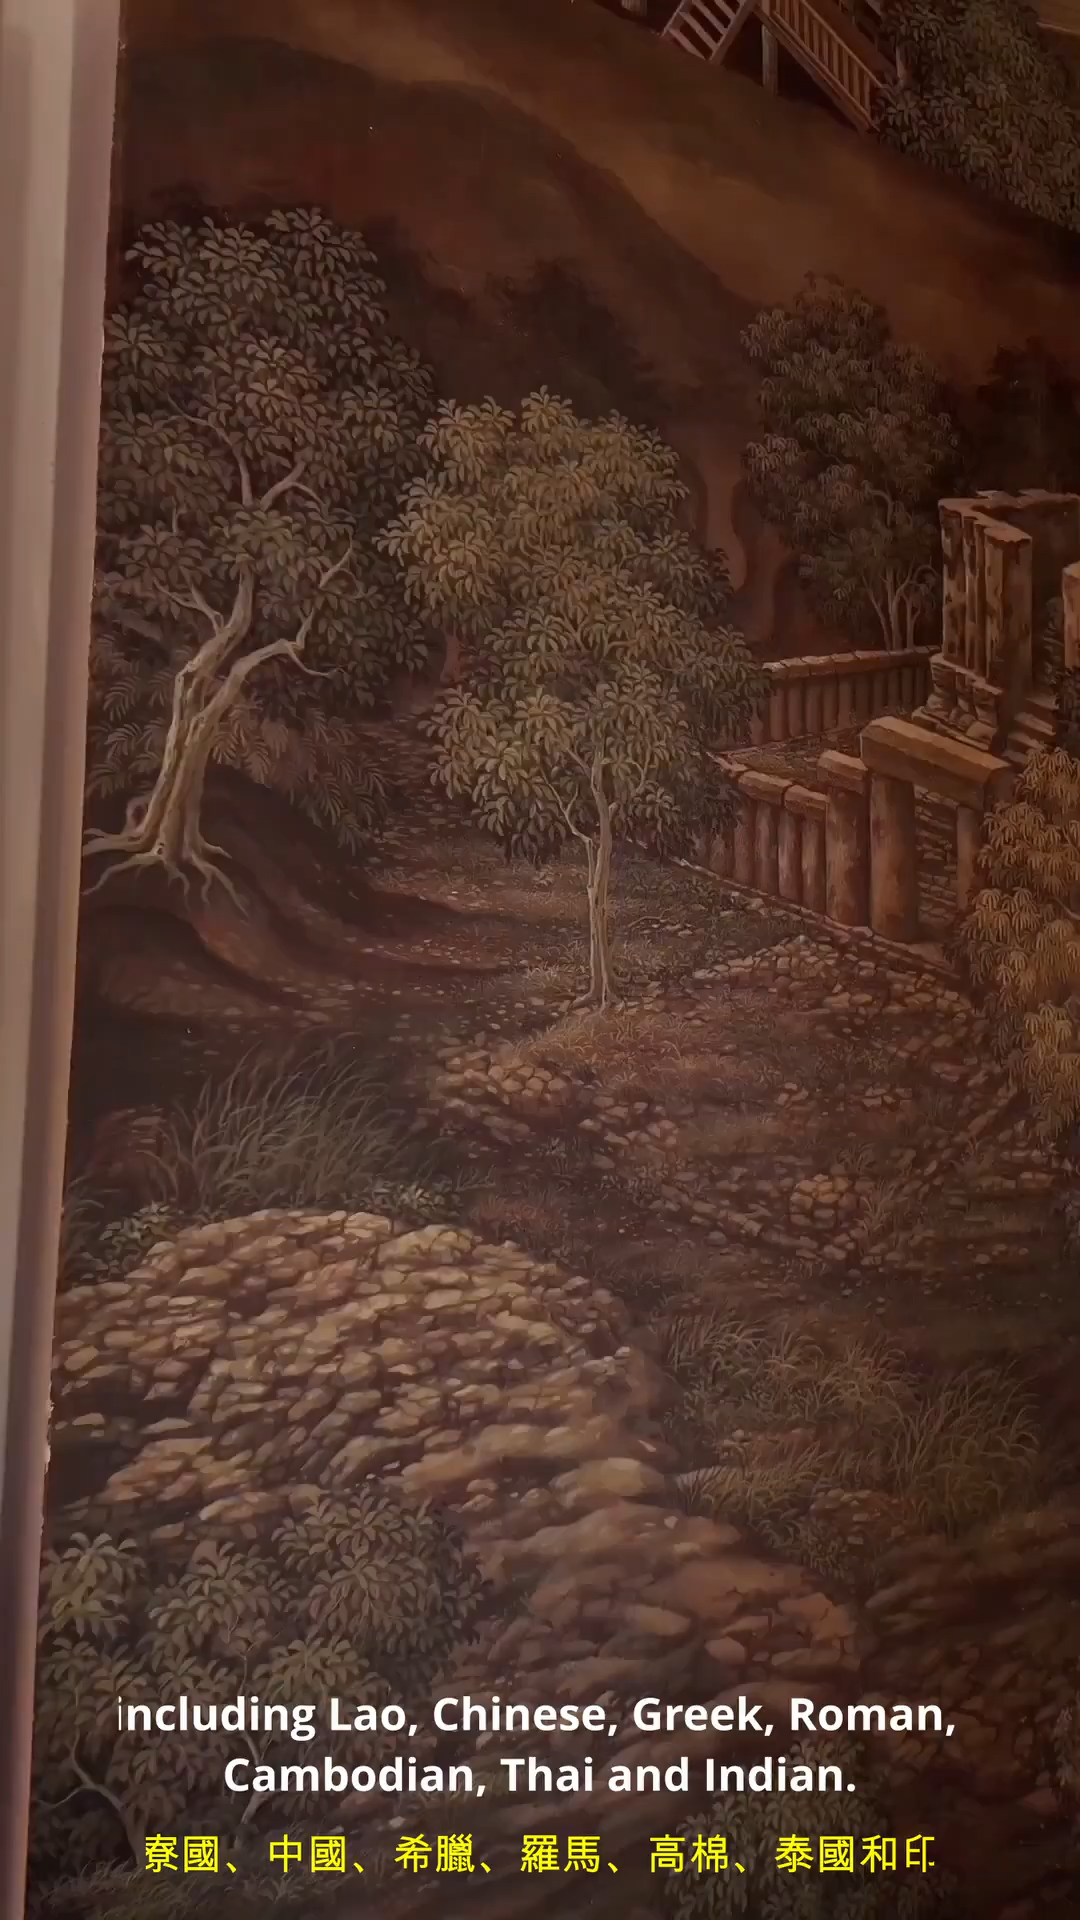 including Lao, Chinese, Greek, Roman,
Cambodian, Thai and Indian.
寮國、中國、希臘、羅馬、高棉、泰國和印